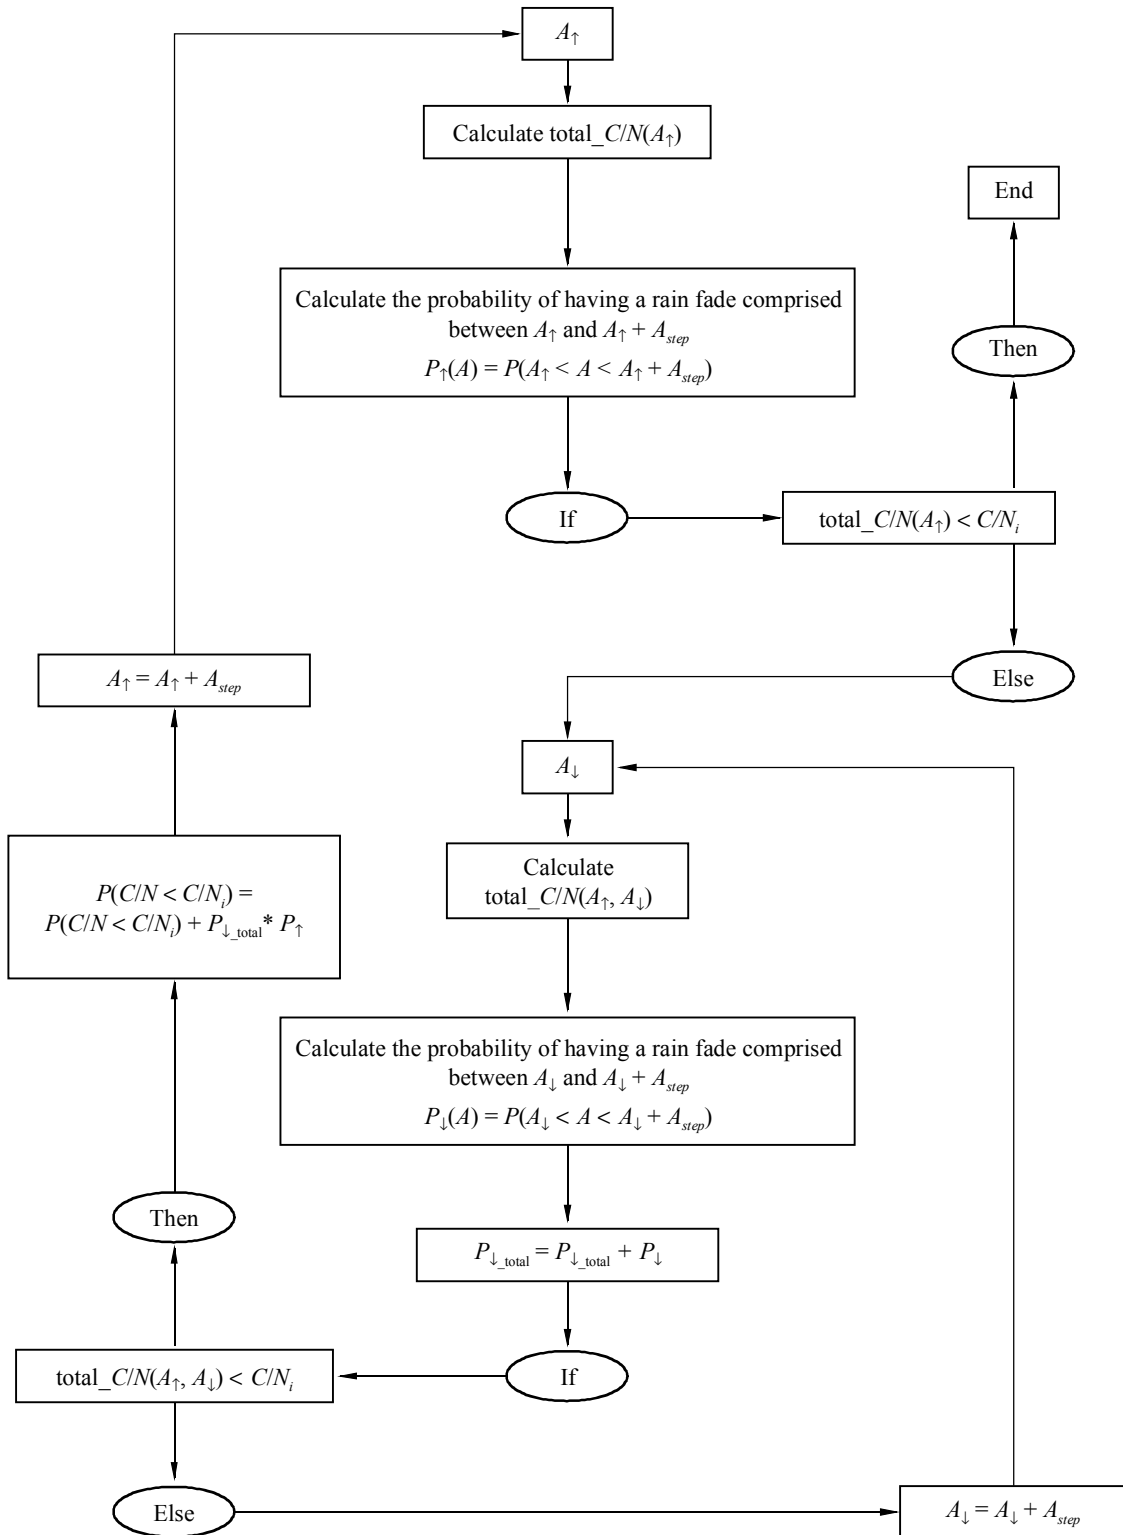 A↑
Calculate total_C/N(A↑)
End
Calculate the probability of having a rain fade comprised
between A↑ and A↑ + Astep
P↑(A) = P(A↑ < A < A↑ + Astep)
Then
If
total_C/N(A↑) < C/Ni
A↑ = A↑ + Astep
Else
A↓
P(C/N < C/Ni) =
P(C/N < C/Ni) + P↓_total* P↑
Calculate
total_C/N(A↑, A↓)
Calculate the probability of having a rain fade comprised
between A↓ and A↓ + Astep
P↓(A) = P(A↓ < A < A↓ + Astep)
Then
P↓_total = P↓_total + P↓
total_C/N(A↑, A↓) < C/Ni
If
Else
A↓ = A↓ + Astep